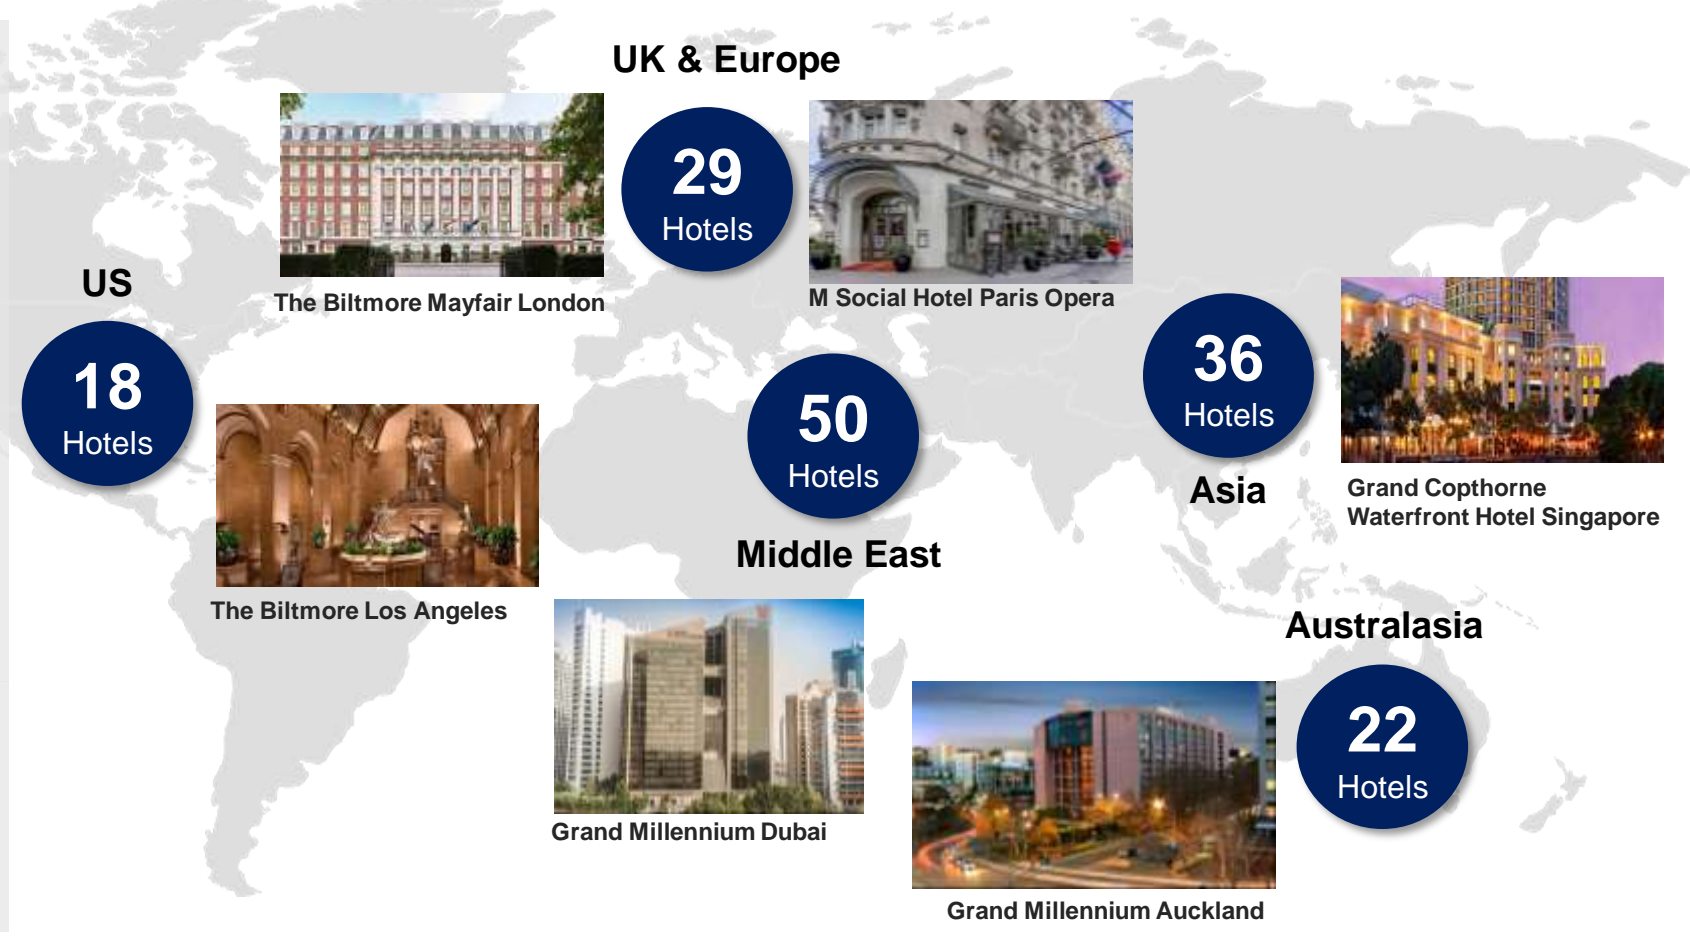 UK & Europe
29
Hotels
The Biltmore Mayfair London
M Social Hotel Paris Opera
US
18
Hotels
The Biltmore Los Angeles
50
Hotels
Middle East
Grand Millennium Dubai
36
Hotels
Asia
Grand Copthorne
Waterfront Hotel Singapore
Australasia
22
Hotels
Grand Millennium Auckland